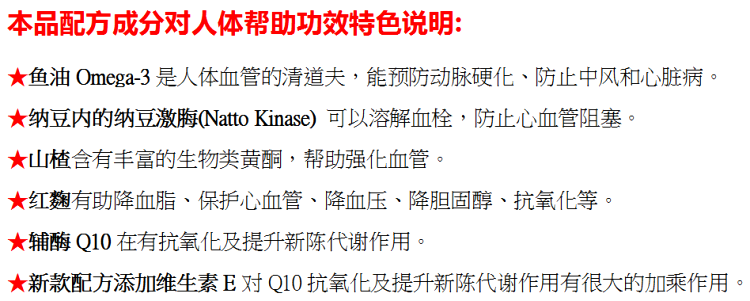 本品配方成分对人体帮助功效特色说明:
★鱼油 Omega-3 是人体血管的清道夫，能预防动脉硬化、防止中风和心脏病。
★纳豆内的纳豆激脢(Natto Kinase) 可以溶解血栓，防止心血管阻塞。
★山楂含有丰富的生物类黄酮，帮助强化血管。
★红麴有助降血脂、保护心血管、降血压、降胆固醇、抗氧化等。
★辅酶 Q10 在有抗氧化及提升新陈代谢作用。
★新款配方添加维生素 E 对 Q10 抗氧化及提升新陈代谢作用有很大的加乘作用。